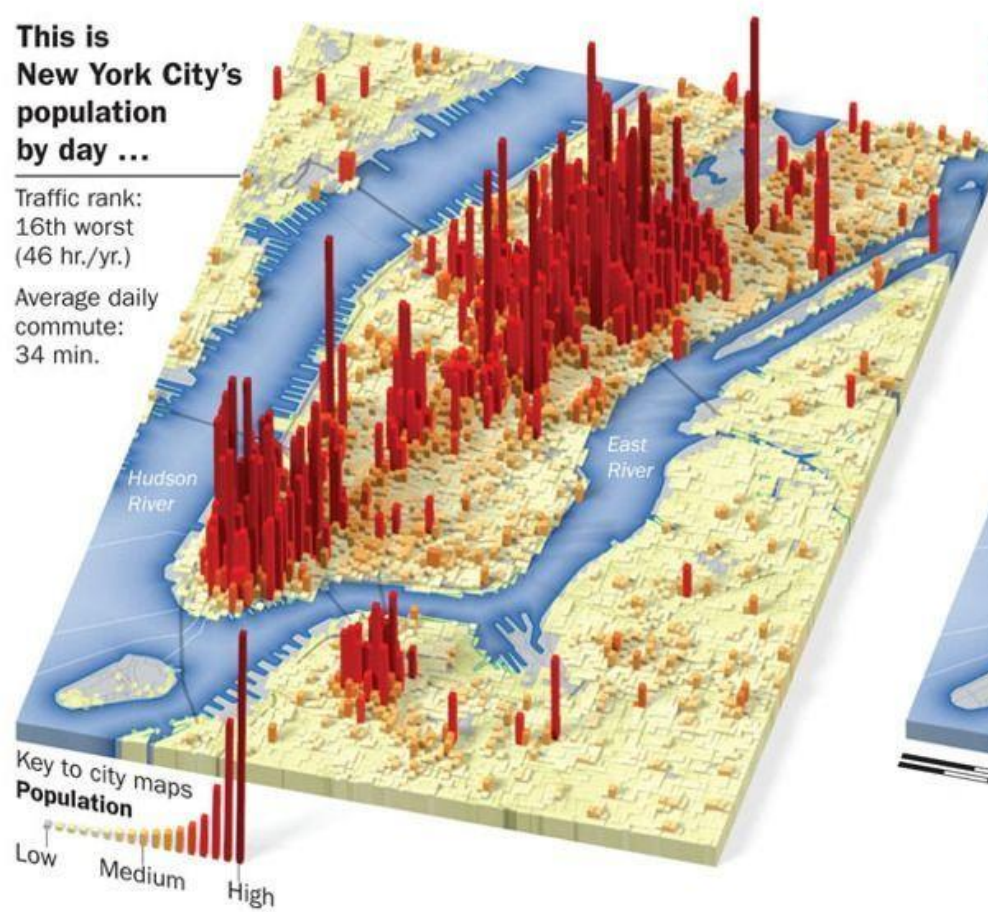 This is
New York City's
population
by day ...
Traffic rank:
16th worst
(46 hr./yr.)
Average daily
commute:
34 min.
Hudson
River
East
River
Key to city maps
Population
Low
Medium
High